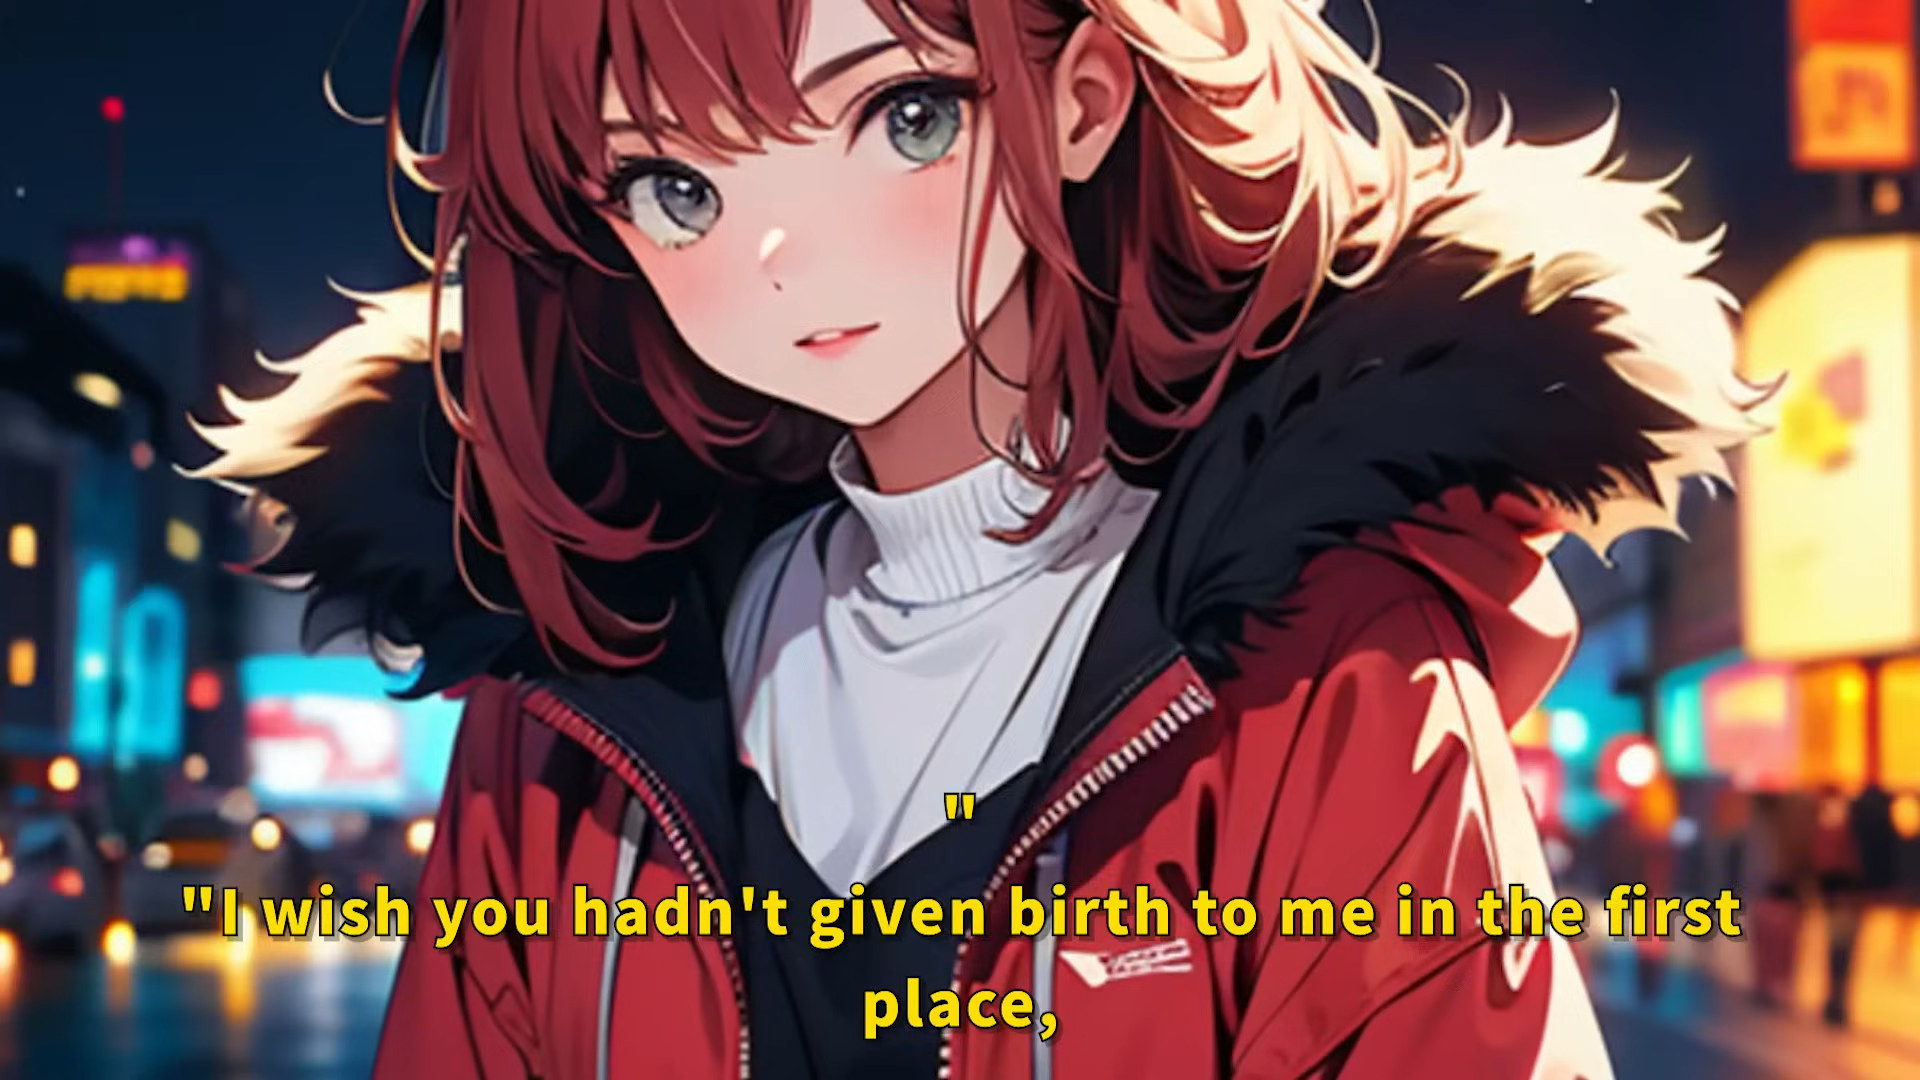 "
"I wish you hadn't given birth to me in the first
place,